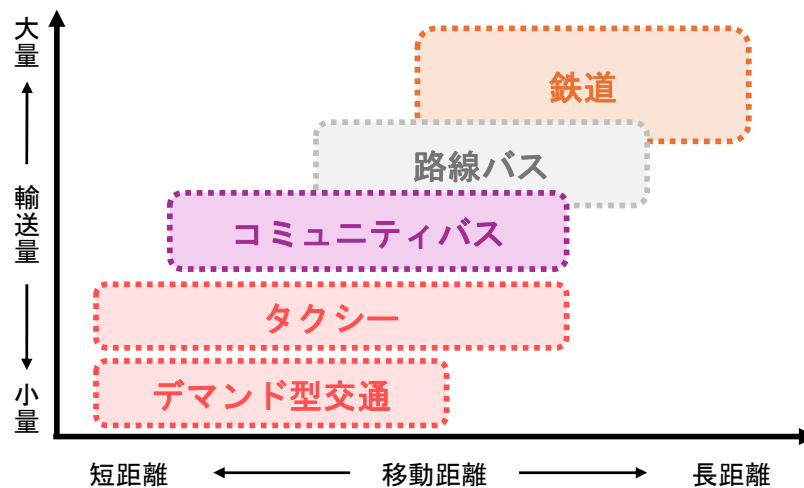 大量
輸送量
小量
鉄道
路線バス
コミュニティバス
タクシー
デマンド型交通
短距離
移動距離
長距離